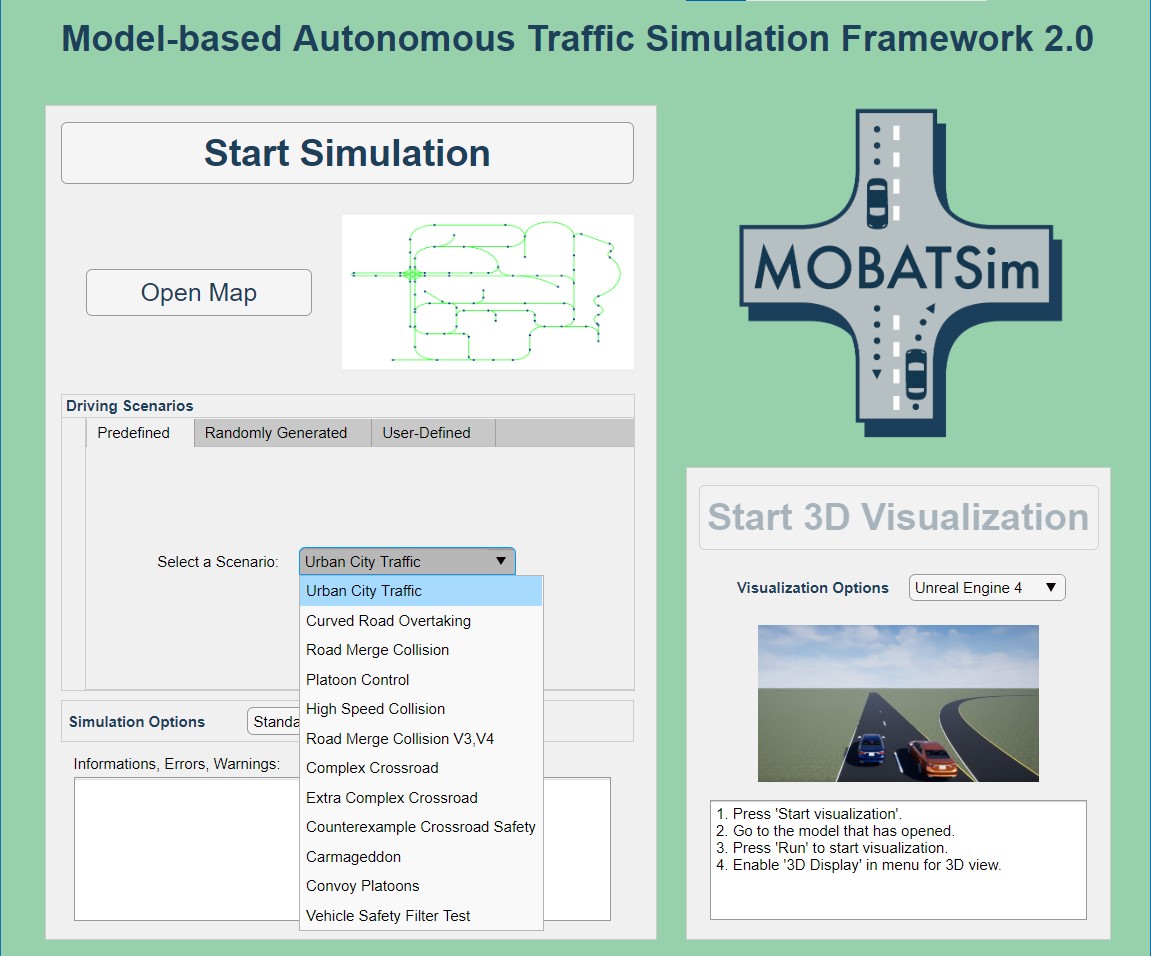 Model-based Autonomous Traffic Simulation Framework 2.0
Start Simulation
Open Map
MOBATSim
Driving Scenarios
Predefined
Randomly Generated
User-Defined
Select a Scenario:
Urban City Traffic
Urban City Traffic
Curved Road Overtaking
Road Merge Collision
Platoon Control
High Speed Collision
Road Merge Collision V3,V4
Complex Crossroad
Extra Complex Crossroad
Counterexample Crossroad Safety
Carmageddon
Convoy Platoons
Vehicle Safety Filter Test
Simulation Options
Standa
Informations, Errors, Warnings:
Start 3D Visualization
Visualization Options
Unreal Engine 4
1. Press 'Start visualization'.
2. Go to the model that has opened.
3. Press 'Run' to start visualization.
4. Enable '3D Display' in menu for 3D view.